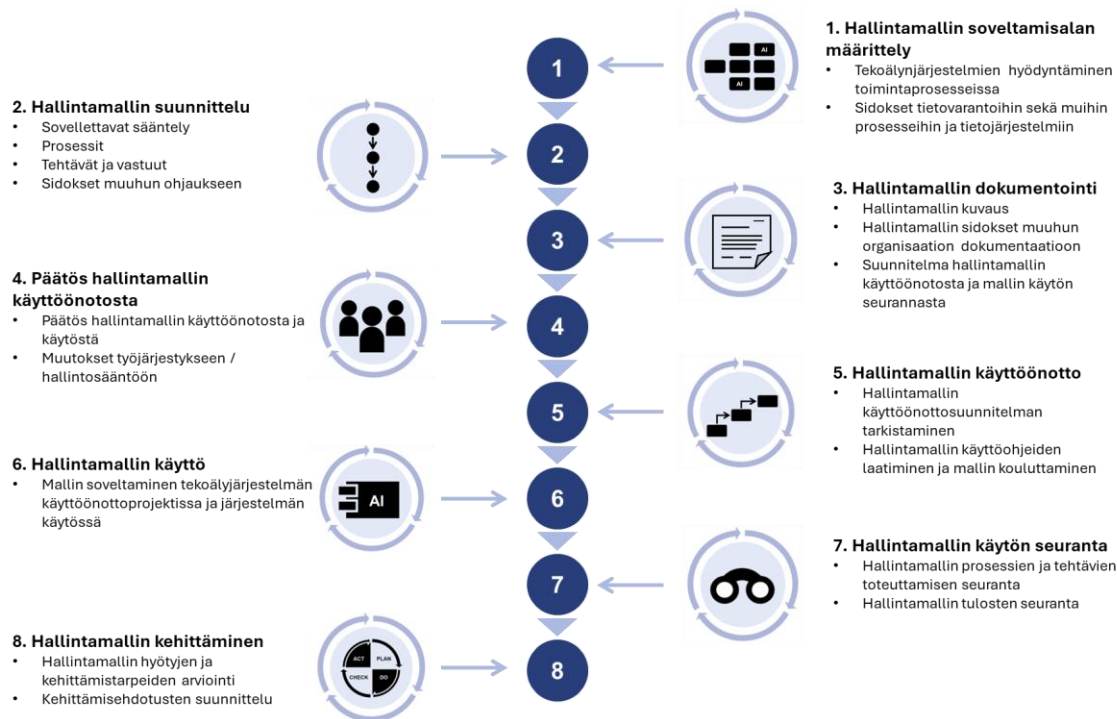 1. Hallintamallin soveltamisalan
määrittely
• Tekoälynjärjestelmien hyödyntäminen
toimintaprosesseissa
• Sidokset tietovarantoihin sekä muihin
prosesseihin ja tietojärjestelmiin
AI
AI
1
2. Hallintamallin suunnittelu
• Sovellettavat sääntely
• Prosessit
• Tehtävät ja vastuut
• Sidokset muuhun ohjaukseen
2
3. Hallintamallin dokumentointi
• Hallintamallin kuvaus
• Hallintamallin sidokset muuhun
organisaation dokumentaatioon
• Suunnitelma hallintamallin
käyttöönotosta ja mallin käytön
seurannasta
3
4. Päätös hallintamallin
käyttöönotosta
• Päätös hallintamallin käyttöönotosta ja
käytöstä
• Muutokset työjärjestykseen /
hallintosääntöön
4
5. Hallintamallin käyttöönotto
• Hallintamallin
käyttöönottosuunnitelman
tarkistaminen
• Hallintamallin käyttöohjeiden
laatiminen ja mallin kouluttaminen
5
6. Hallintamallin käyttö
• Mallin soveltaminen tekoälyjärjestelmän
käyttöönottoprojektissa ja järjestelmän
käytössä
AI
6
7. Hallintamallin käytön seuranta
• Hallintamallin prosessien ja tehtävien
toteuttamisen seuranta
• Hallintamallin tulosten seuranta
7
8. Hallintamallin kehittäminen
• Hallintamallin hyötyjen ja
kehittämistarpeiden arviointi
• Kehittämisehdotusten suunnittelu
ACT PLAN
CHECK DO
8